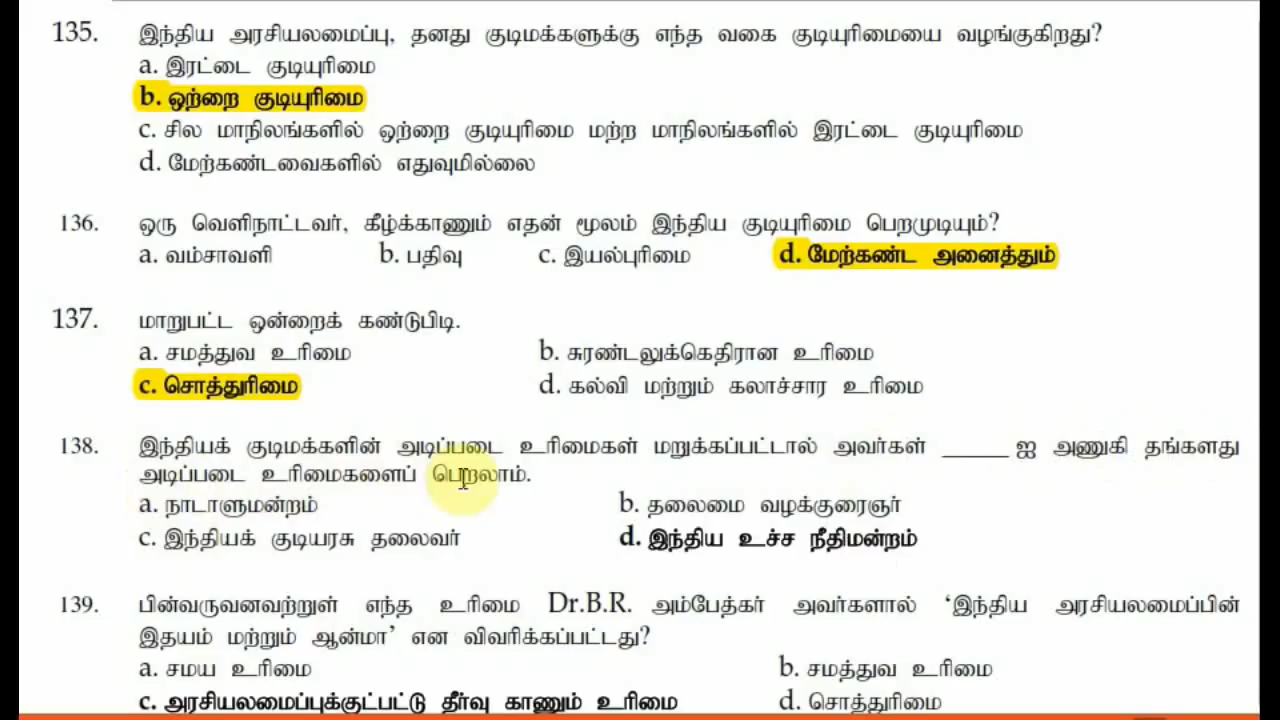 135. இந்திய அரசியலமைப்பு, தனது குடிமக்களுக்கு எந்த வகை குடியுரிமையை வழங்குகிறது?
a. இரட்டை குடியுரிமை
b. ஒற்றை குடியுரிமை
c. சில மாநிலங்களில் ஒற்றை குடியுரிமை மற்ற மாநிலங்களில் இரட்டை குடியுரிமை
d. மேற்கண்டவைகளில் எதுவுமில்லை
136. ஒரு வெளிநாட்டவர், கீழ்க்காணும் எதன் மூலம் இந்திய குடியுரிமை பெறமுடியும்?
a. வம்சாவளி b. பதிவு c. இயல்புரிமை d. மேற்கண்ட அனைத்தும்
137. மாறுபட்ட ஒன்றைக் கண்டுபிடி.
a. சமத்துவ உரிமை b. சுரண்டலுக்கெதிரான உரிமை
c. சொத்துரிமை d. கல்வி மற்றும் கலாச்சார உரிமை
138. இந்தியக் குடிமக்களின் அடிப்படை உரிமைகள் மறுக்கப்பட்டால் அவர்கள் ______ ஐ அணுகி தங்களது
அடிப்படை உரிமைகளைப் பெறலாம்.
a. நாடாளுமன்றம் b. தலைமை வழக்குரைஞர்
c. இந்தியக் குடியரசு தலைவர் d. இந்திய உச்ச நீதிமன்றம்
139. பின்வருவனவற்றுள் எந்த உரிமை Dr.B.R. அம்பேத்கர் அவர்களால் ‘இந்திய அரசியலமைப்பின்
இதயம் மற்றும் ஆன்மா’ என விவரிக்கப்பட்டது?
a. சமய உரிமை b. சமத்துவ உரிமை
c. அரசியலமைப்புக்குட்பட்டு தீர்வு காணும் உரிமை d. சொத்துரிமை